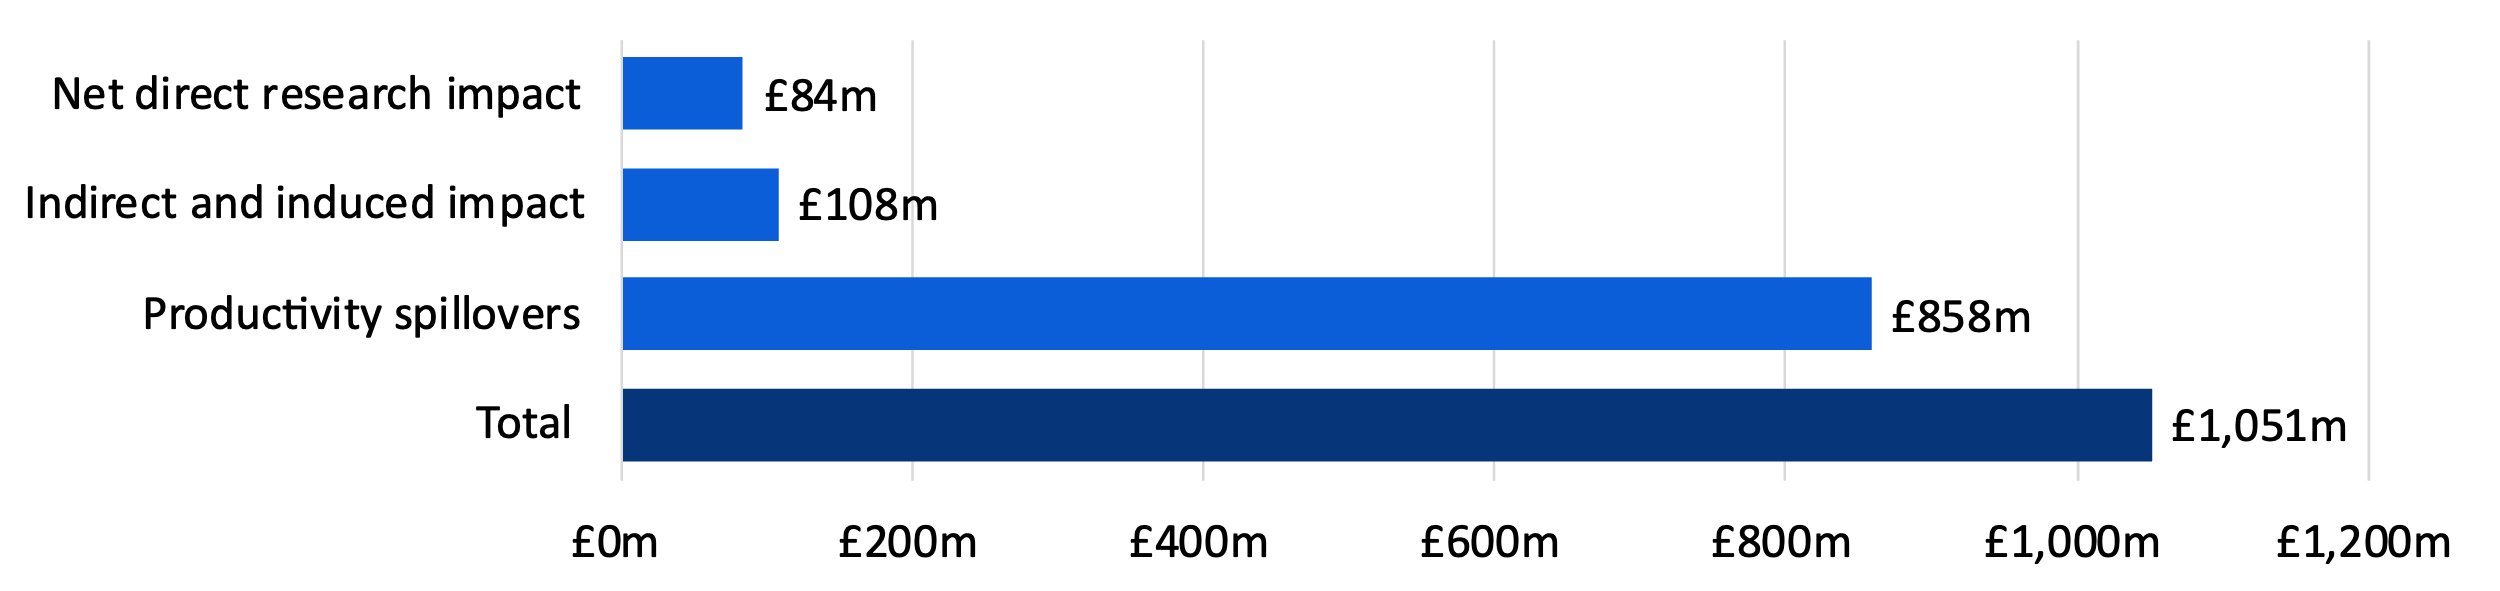 Net direct research impact
£84m
Indirect and induced impact
£108m
Productivity spillovers
£858m
Total
£1,051m
£0m £200m £400m £600m £800m £1,000m £1,200m